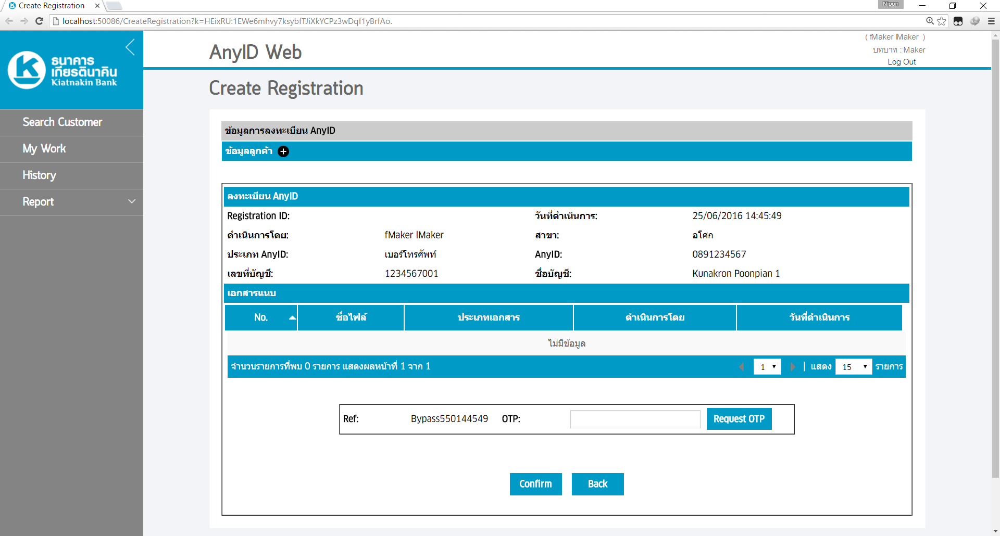 Create Registration
Nipon
localhost:50086/CreateRegistration?k=HEixRU:1EWe6mhvy7ksybfTJiXkYCPz3wDqf1yBrfAo.
ธนาคาร
เกียรตินาคิน
Kiatnakin Bank
AnyID Web
( fMaker lMaker )
บทบาท : Maker
Log Out
Search Customer
My Work
History
Report
Create Registration
ข้อมูลการลงทะเบียน AnyID
ข้อมูลลูกค้า
ลงทะเบียน AnyID
Registration ID: วันที่ดำเนินการ: 25/06/2016 14:45:49
ดำเนินการโดย: fMaker lMaker สาขา: อโศก
ประเภท AnyID: เบอร์โทรศัพท์ AnyID: 0891234567
เลขที่บัญชี: 1234567001 ชื่อบัญชี: Kunakron Poonpian 1
เอกสารแนบ
No. ชื่อไฟล์ ประเภทเอกสาร ดำเนินการโดย วันที่ดำเนินการ
ไม่มีข้อมูล
จำนวนรายการที่พบ 0 รายการ แสดงผลหน้าที่ 1 จาก 1 1 | แสดง 15 รายการ
Ref: Bypass550144549 OTP: Request OTP
Confirm Back